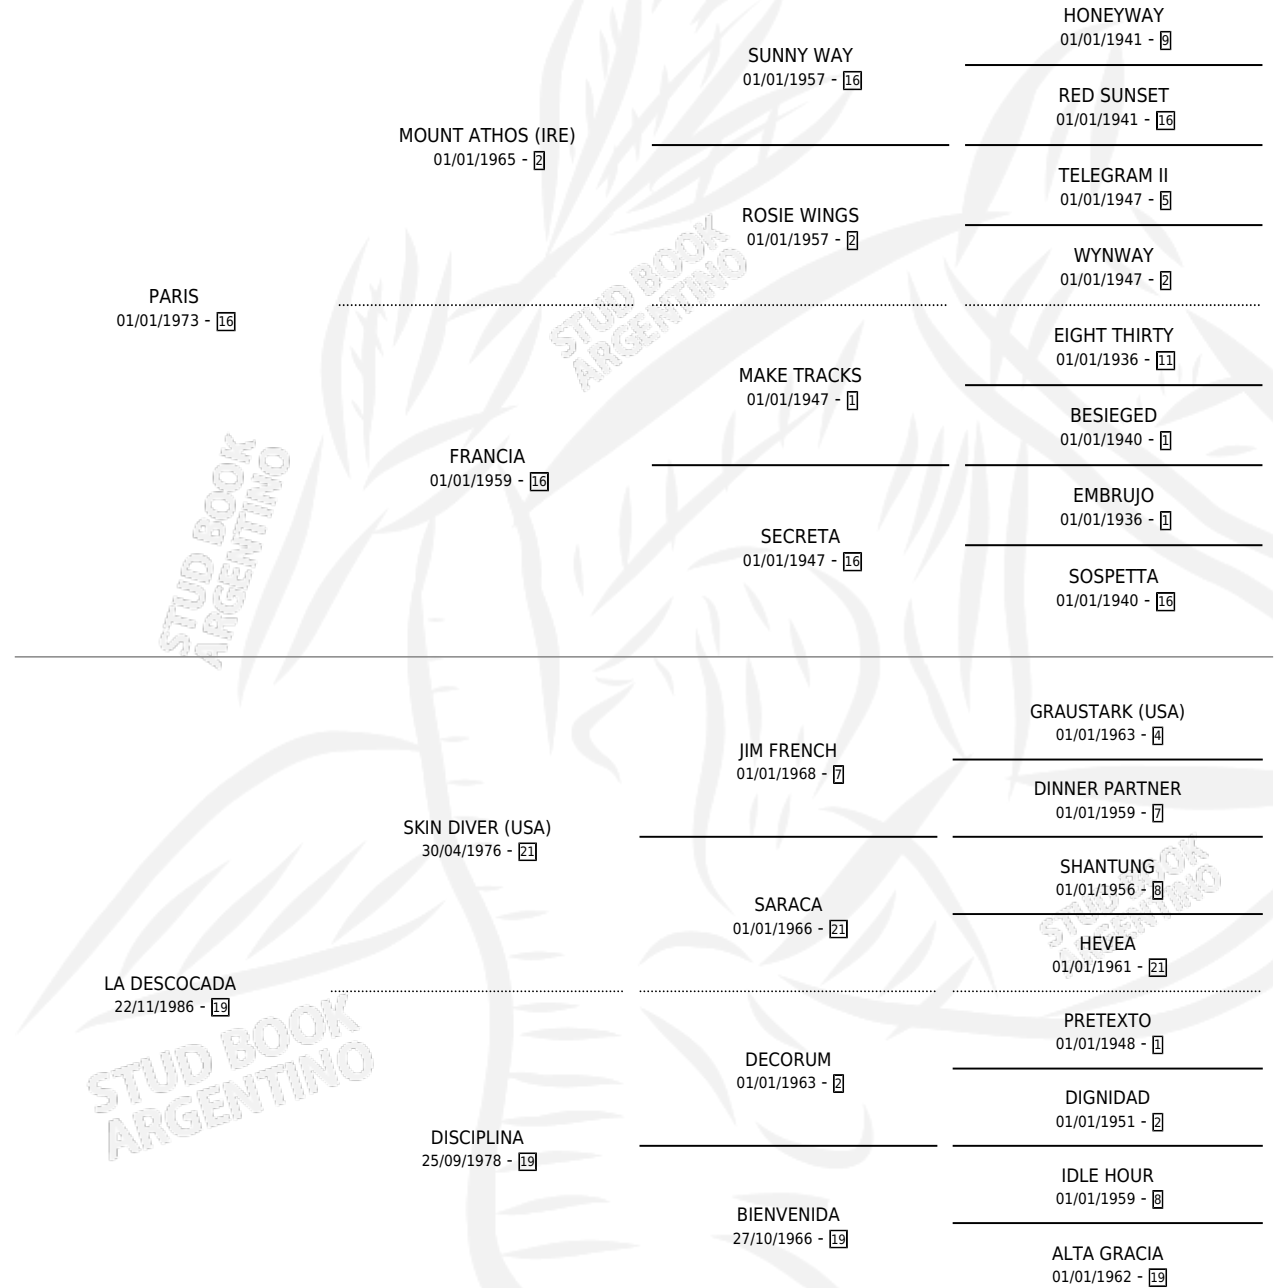 HONEYWAY
01/01/1941 - 9
SUNNY WAY
01/01/1957 - 16
RED SUNSET
01/01/1941 - 16
MOUNT ATHOS (IRE)
01/01/1965 - 2
TELEGRAM II
01/01/1947 - 5
ROSIE WINGS
01/01/1957 - 2
WYNWAY
01/01/1947 - 2
PARIS
01/01/1973 - 16
STUD BOOK
ARGENTINO
EIGHT THIRTY
01/01/1936 - 11
MAKE TRACKS
01/01/1947 - 1
BESIEGED
01/01/1940 - 1
FRANCIA
01/01/1959 - 16
EMBRUJO
01/01/1936 - 1
SECRETA
01/01/1947 - 16
SOSPETTA
01/01/1940 - 16
STUD BOOK
ARGENTINO
GRAUSTARK (USA)
01/01/1963 - 4
JIM FRENCH
01/01/1968 - 7
DINNER PARTNER
01/01/1959 - 7
SKIN DIVER (USA)
30/04/1976 - 21
SHANTUNG
01/01/1956 - 8
SARACA
01/01/1966 - 21
STUD BOOK
ARGENTINO
HEVEA
01/01/1961 - 21
LA DESCOCADA
22/11/1986 - 19
PRETEXTO
01/01/1948 - 1
DECORUM
01/01/1963 - 2
STUD BOOK
ARGENTINO
DIGNIDAD
01/01/1951 - 2
DISCIPLINA
25/09/1978 - 19
IDLE HOUR
01/01/1959 - 8
BIENVENIDA
27/10/1966 - 19
ALTA GRACIA
01/01/1962 - 19